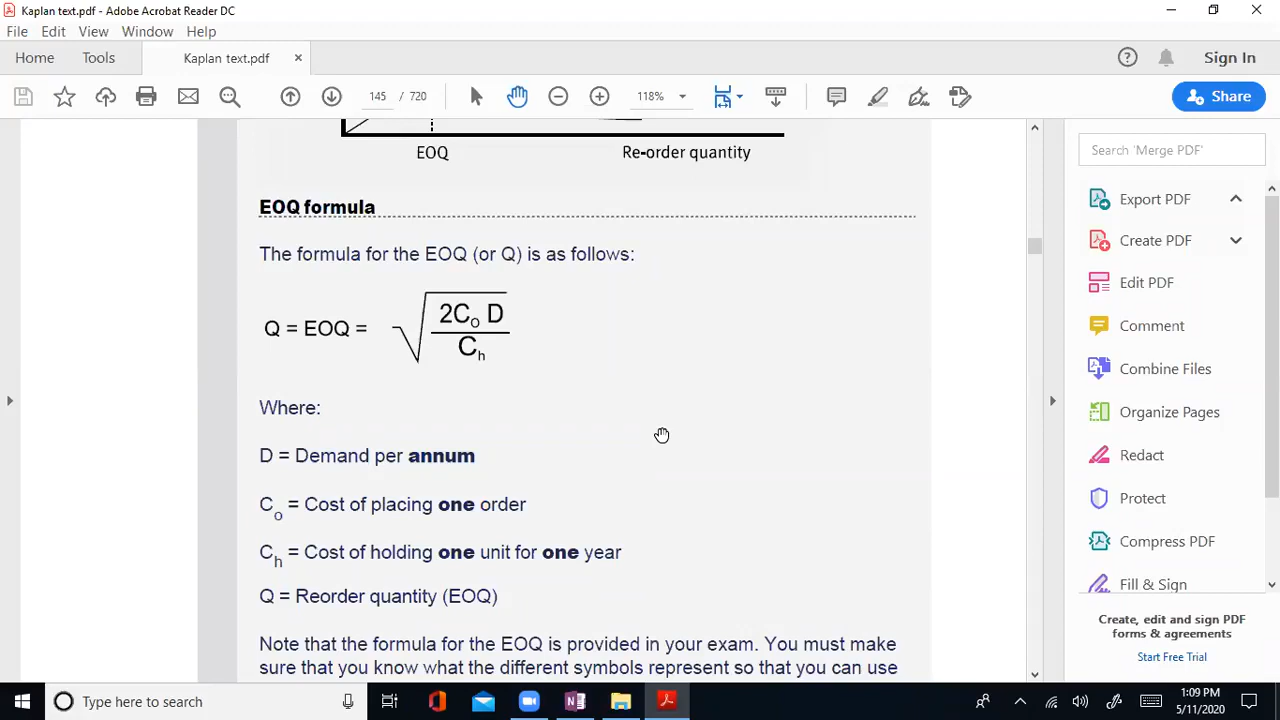 Kaplan text.pdf - Adobe Acrobat Reader DC
File Edit View Window Help
Home Tools Kaplan text.pdf × Sign In
145 / 720 118% Share
EOQ Re-order quantity
Search 'Merge PDF'
EOQ formula
Export PDF
The formula for the EOQ (or Q) is as follows:
Create PDF
Edit PDF
Q = EOQ = √ 2Co D / Ch
Comment
Combine Files
Where:
Organize Pages
D = Demand per annum
Redact
Co = Cost of placing one order
Protect
Ch = Cost of holding one unit for one year
Compress PDF
Q = Reorder quantity (EOQ)
Fill & Sign
Note that the formula for the EOQ is provided in your exam. You must make
sure that you know what the different symbols represent so that you can use
Create, edit and sign PDF
forms & agreements
Start Free Trial
Type here to search
1:09 PM
5/11/2020